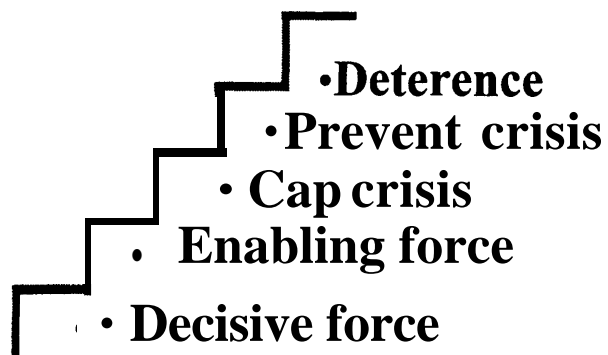 •Deterence
•Prevent crisis
• Cap crisis
• Enabling force
• Decisive force